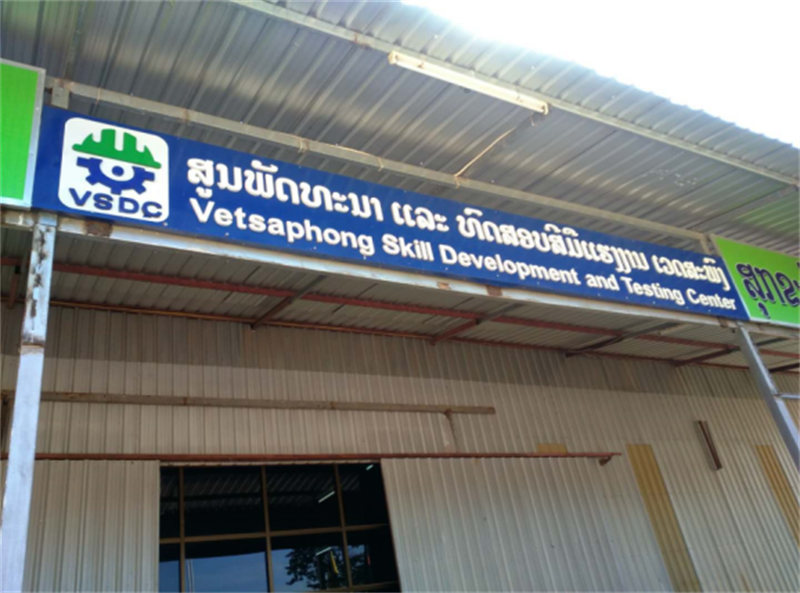 VSDC
ສູນພັດທະນາ ແລະ ທົດສອບສີມືແຮງງານ ເວດສະພົງ
Vetsaphong Skill Development and Testing Center